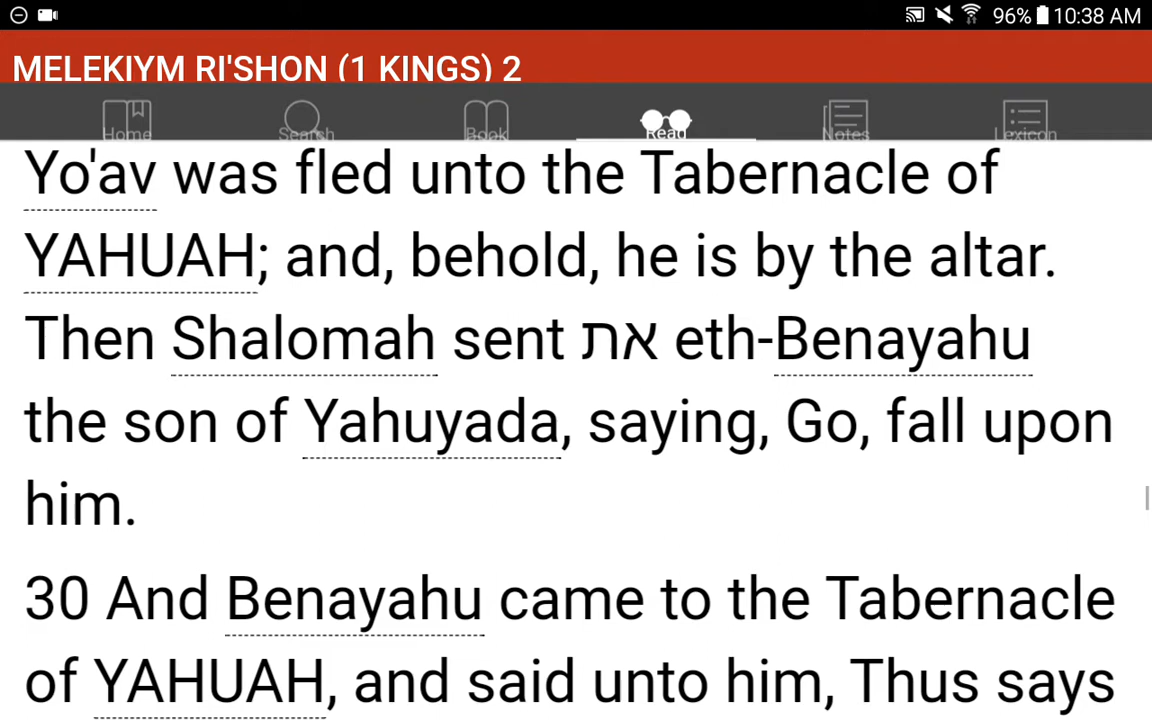 96% 10:38 AM
MELEKIYM RI'SHON (1 KINGS) 2
Home Search Book Read Notes Lexicon
Yo'av was fled unto the Tabernacle of
YAHUAH; and, behold, he is by the altar.
Then Shalomah sent את eth-Benayahu
the son of Yahuyada, saying, Go, fall upon
him.
30 And Benayahu came to the Tabernacle
of YAHUAH, and said unto him, Thus says